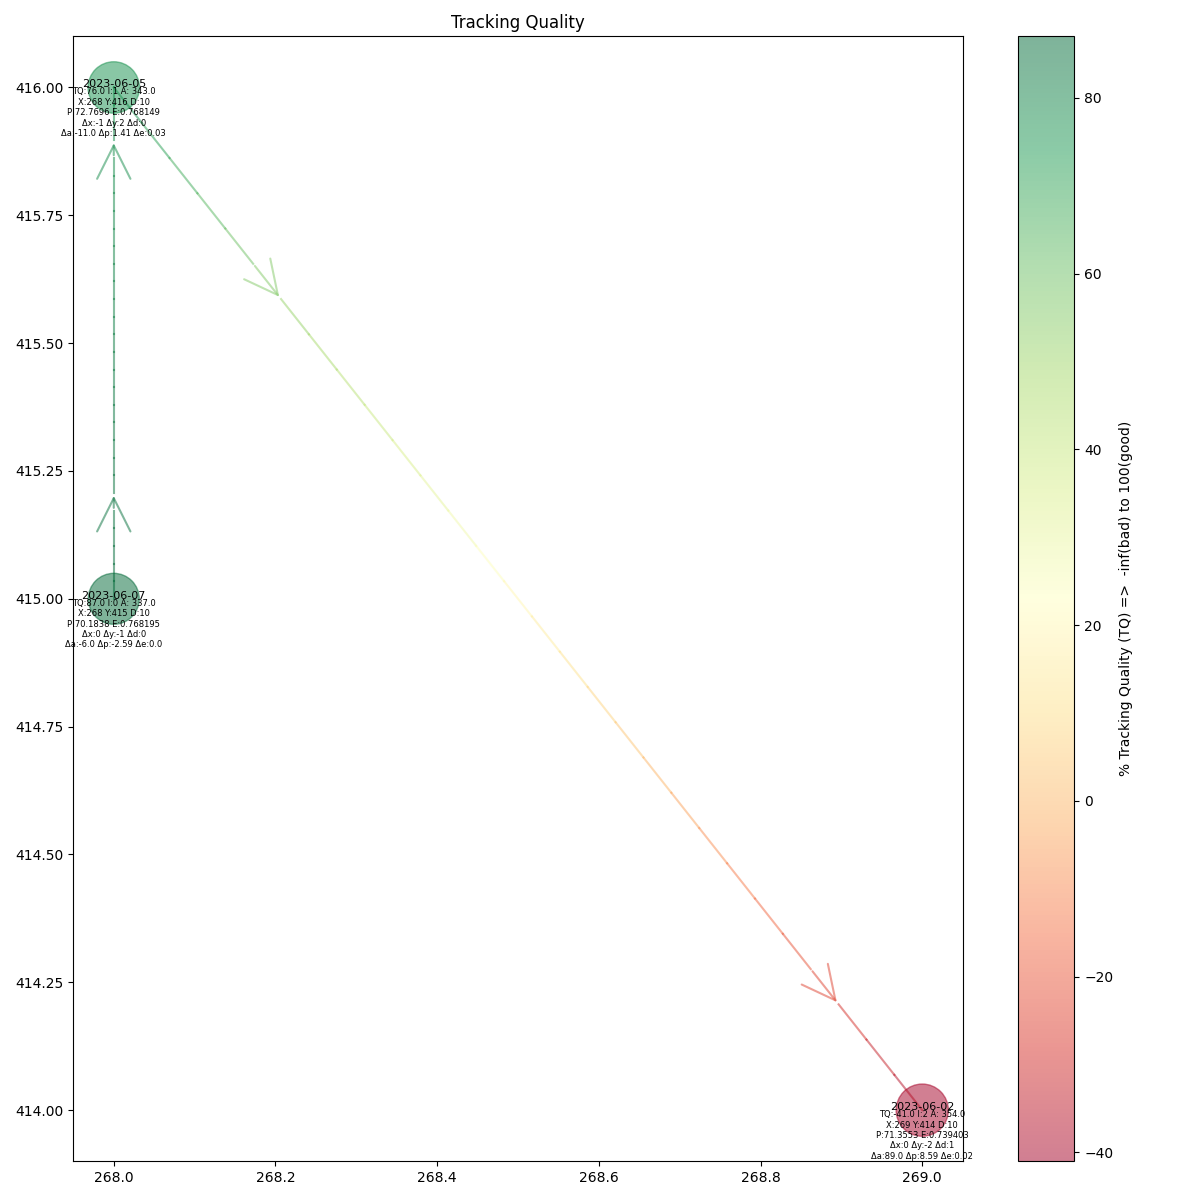 Tracking Quality
416.00
415.75
415.50
415.25
415.00
414.75
414.50
414.25
414.00
2023-06-05
TQ:76.0 I:1 A: 343.0
X:268 Y:416 D:10
P:72.7696 E:0.768149
Δx:-1 Δy:2 Δd:0
Δa:-11.0 Δp:1.41 Δe:0.03
2023-06-07
TQ:87.0 I:0 A: 337.0
X:268 Y:415 D:10
P:70.1838 E:0.768195
Δx:0 Δy:-1 Δd:0
Δa:-6.0 Δp:-2.59 Δe:0.0
2023-06-02
TQ:-41.0 I:2 A: 354.0
X:269 Y:414 D:10
P:71.3553 E:0.739403
Δx:0 Δy:-2 Δd:1
Δa:89.0 Δp:8.59 Δe:0.02
268.0
268.2
268.4
268.6
268.8
269.0
80
60
40
20
0
−20
−40
% Tracking Quality (TQ) => -inf(bad) to 100(good)